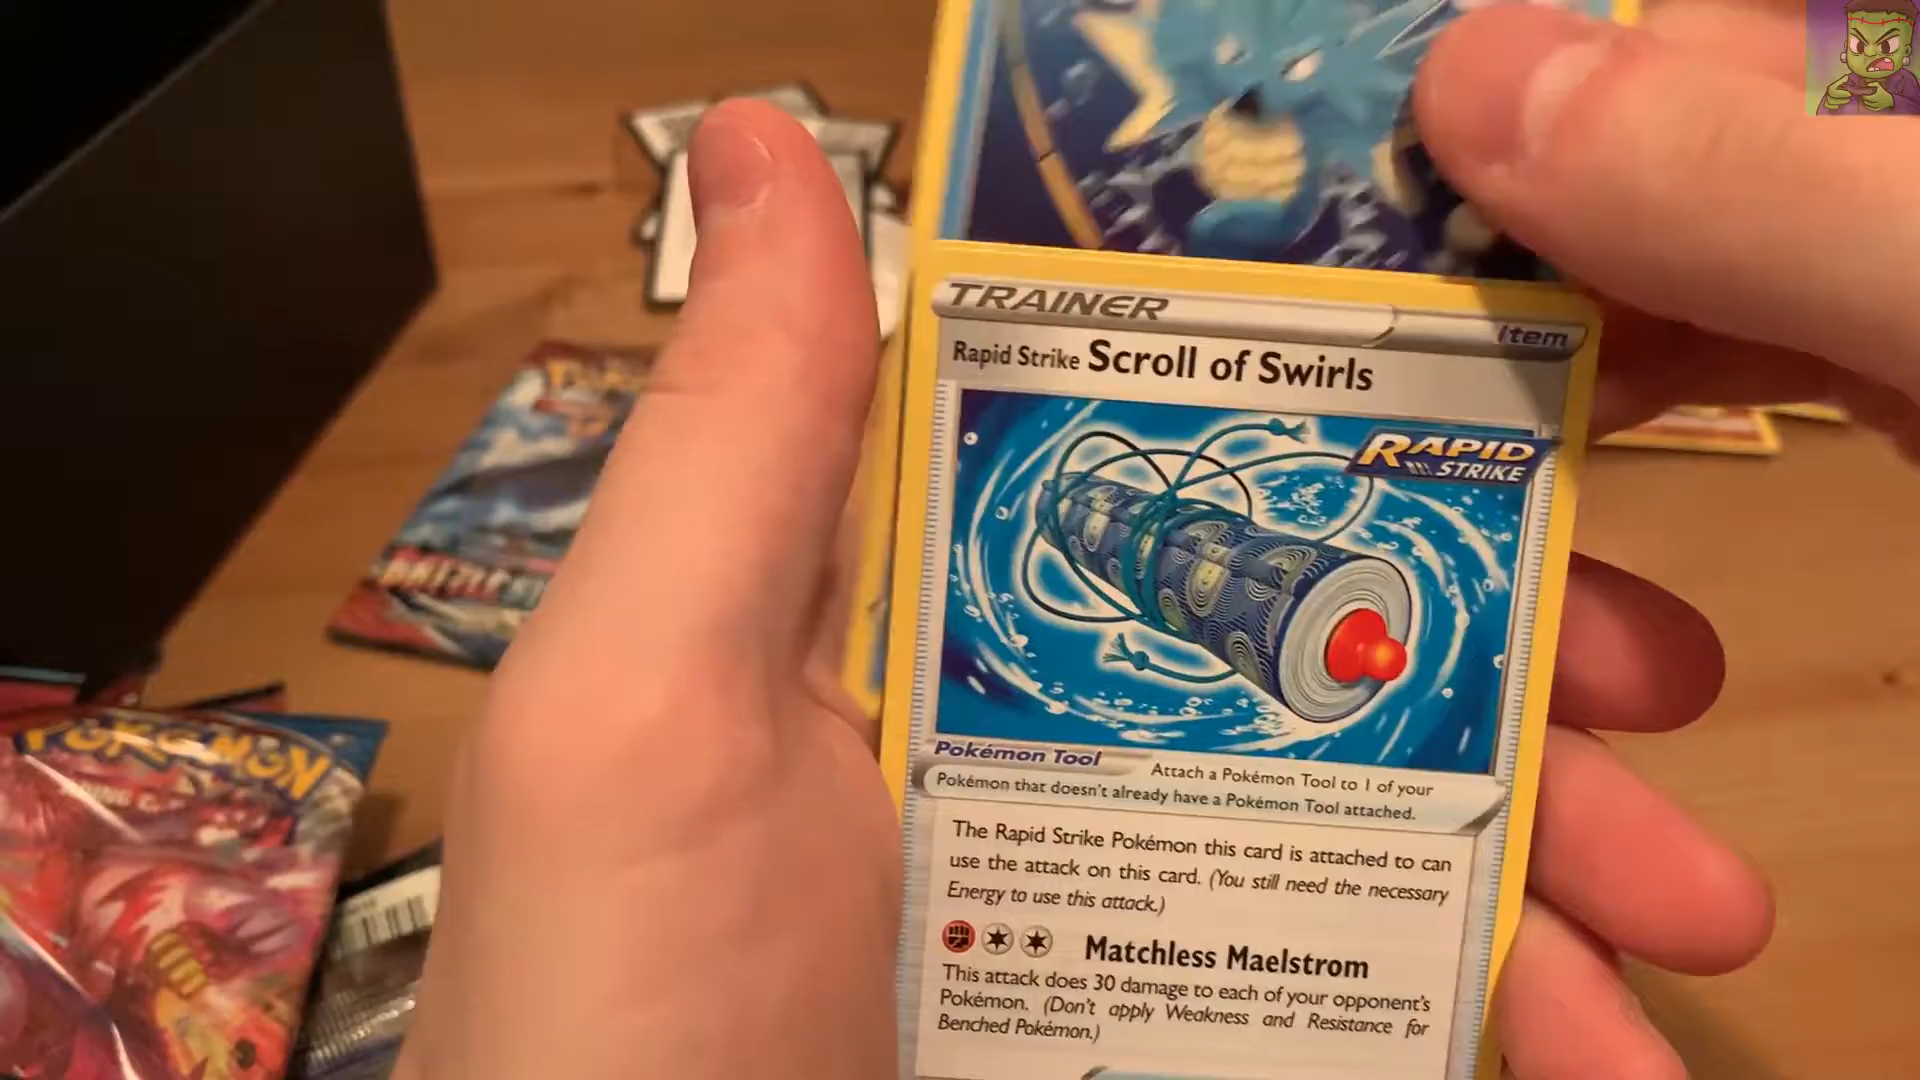 TRAINER
Item
Rapid Strike Scroll of Swirls
RAPID
STRIKE
Pokémon Tool
Attach a Pokémon Tool to 1 of your
Pokémon that doesn't already have a Pokémon Tool attached.
The Rapid Strike Pokémon this card is attached to can
use the attack on this card. (You still need the necessary
Energy to use this attack.)
Matchless Maelstrom
This attack does 30 damage to each of your opponent's
Pokémon. (Don't apply Weakness and Resistance for
Benched Pokémon.)
POKÉMON